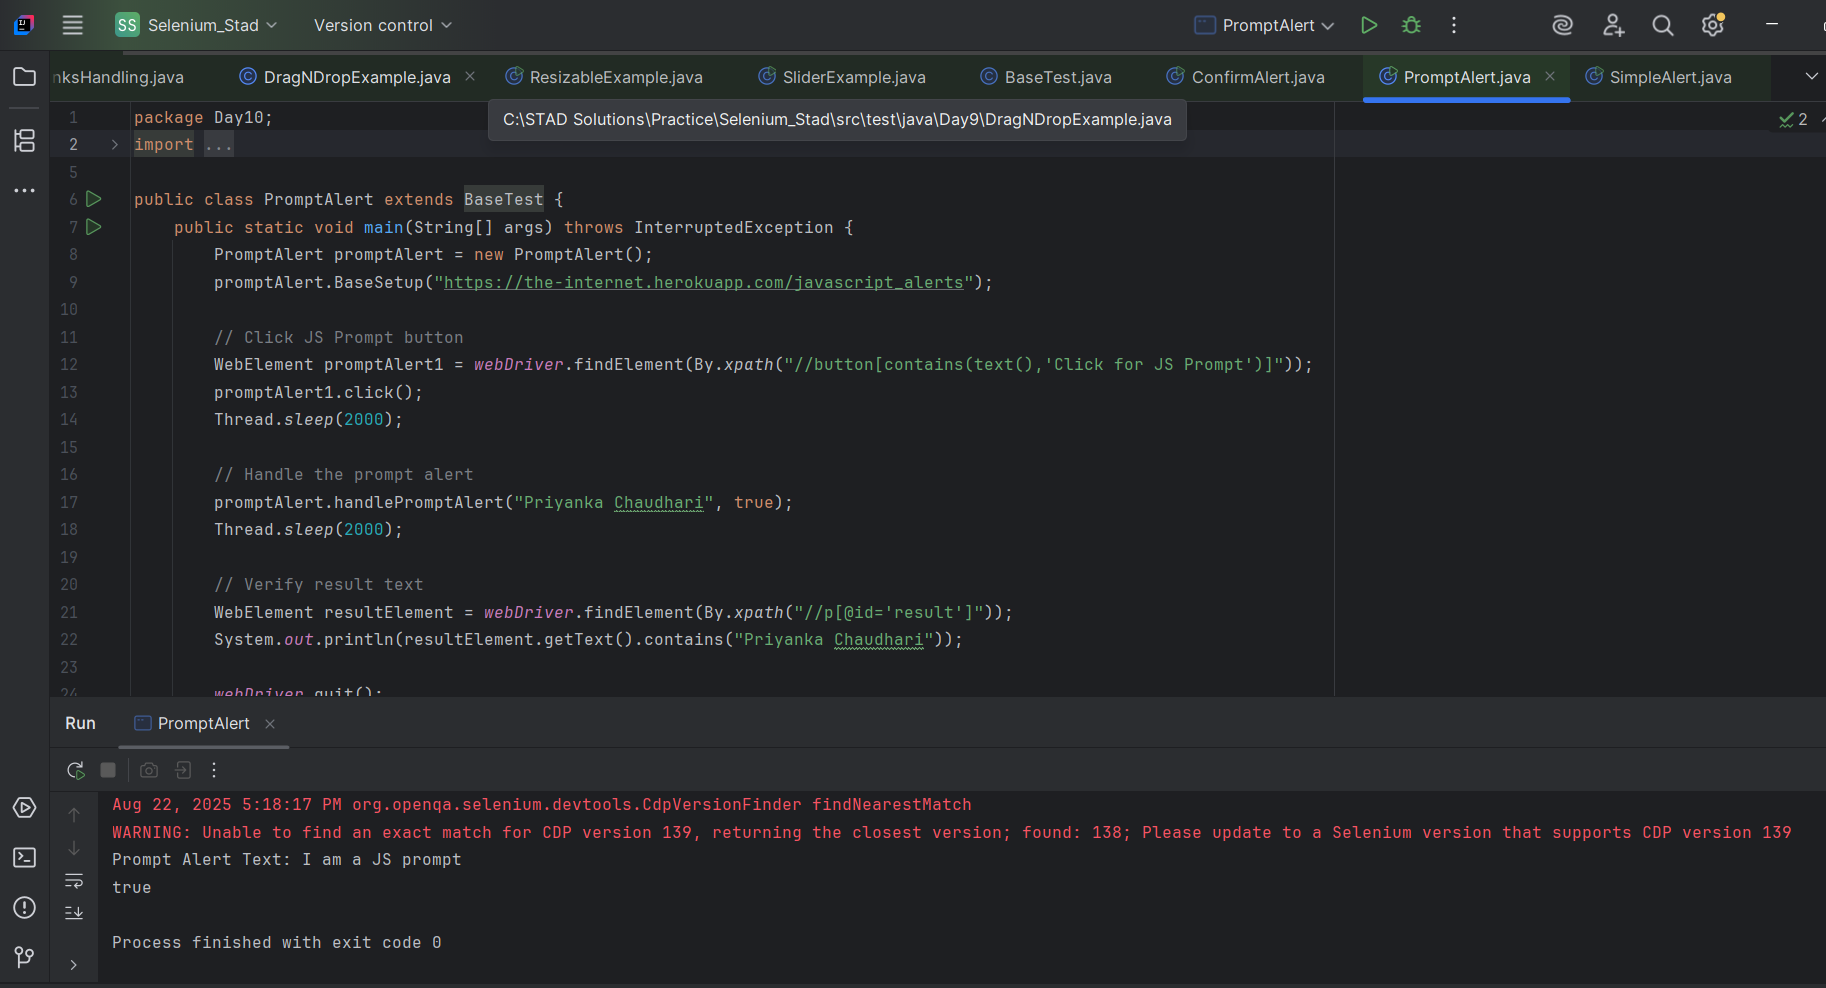 SS Selenium_Stad Version control PromptAlert
nksHandling.java DragNDropExample.java ResizableExample.java SliderExample.java BaseTest.java ConfirmAlert.java PromptAlert.java SimpleAlert.java
C:\STAD Solutions\Practice\Selenium_Stad\src\test\java\Day9\DragNDropExample.java
2
1 package Day10;
2 import ...
5
6 public class PromptAlert extends BaseTest {
7 public static void main(String[] args) throws InterruptedException {
8 PromptAlert promptAlert = new PromptAlert();
9 promptAlert.BaseSetup("https://the-internet.herokuapp.com/javascript_alerts");
10
11 // Click JS Prompt button
12 WebElement promptAlert1 = webDriver.findElement(By.xpath("//button[contains(text(),'Click for JS Prompt')]"));
13 promptAlert1.click();
14 Thread.sleep(2000);
15
16 // Handle the prompt alert
17 promptAlert.handlePromptAlert("Priyanka Chaudhari", true);
18 Thread.sleep(2000);
19
20 // Verify result text
21 WebElement resultElement = webDriver.findElement(By.xpath("//p[@id='result']"));
22 System.out.println(resultElement.getText().contains("Priyanka Chaudhari"));
23
24 webDriver.quit();
Run PromptAlert
Aug 22, 2025 5:18:17 PM org.openqa.selenium.devtools.CdpVersionFinder findNearestMatch
WARNING: Unable to find an exact match for CDP version 139, returning the closest version; found: 138; Please update to a Selenium version that supports CDP version 139
Prompt Alert Text: I am a JS prompt
true
Process finished with exit code 0